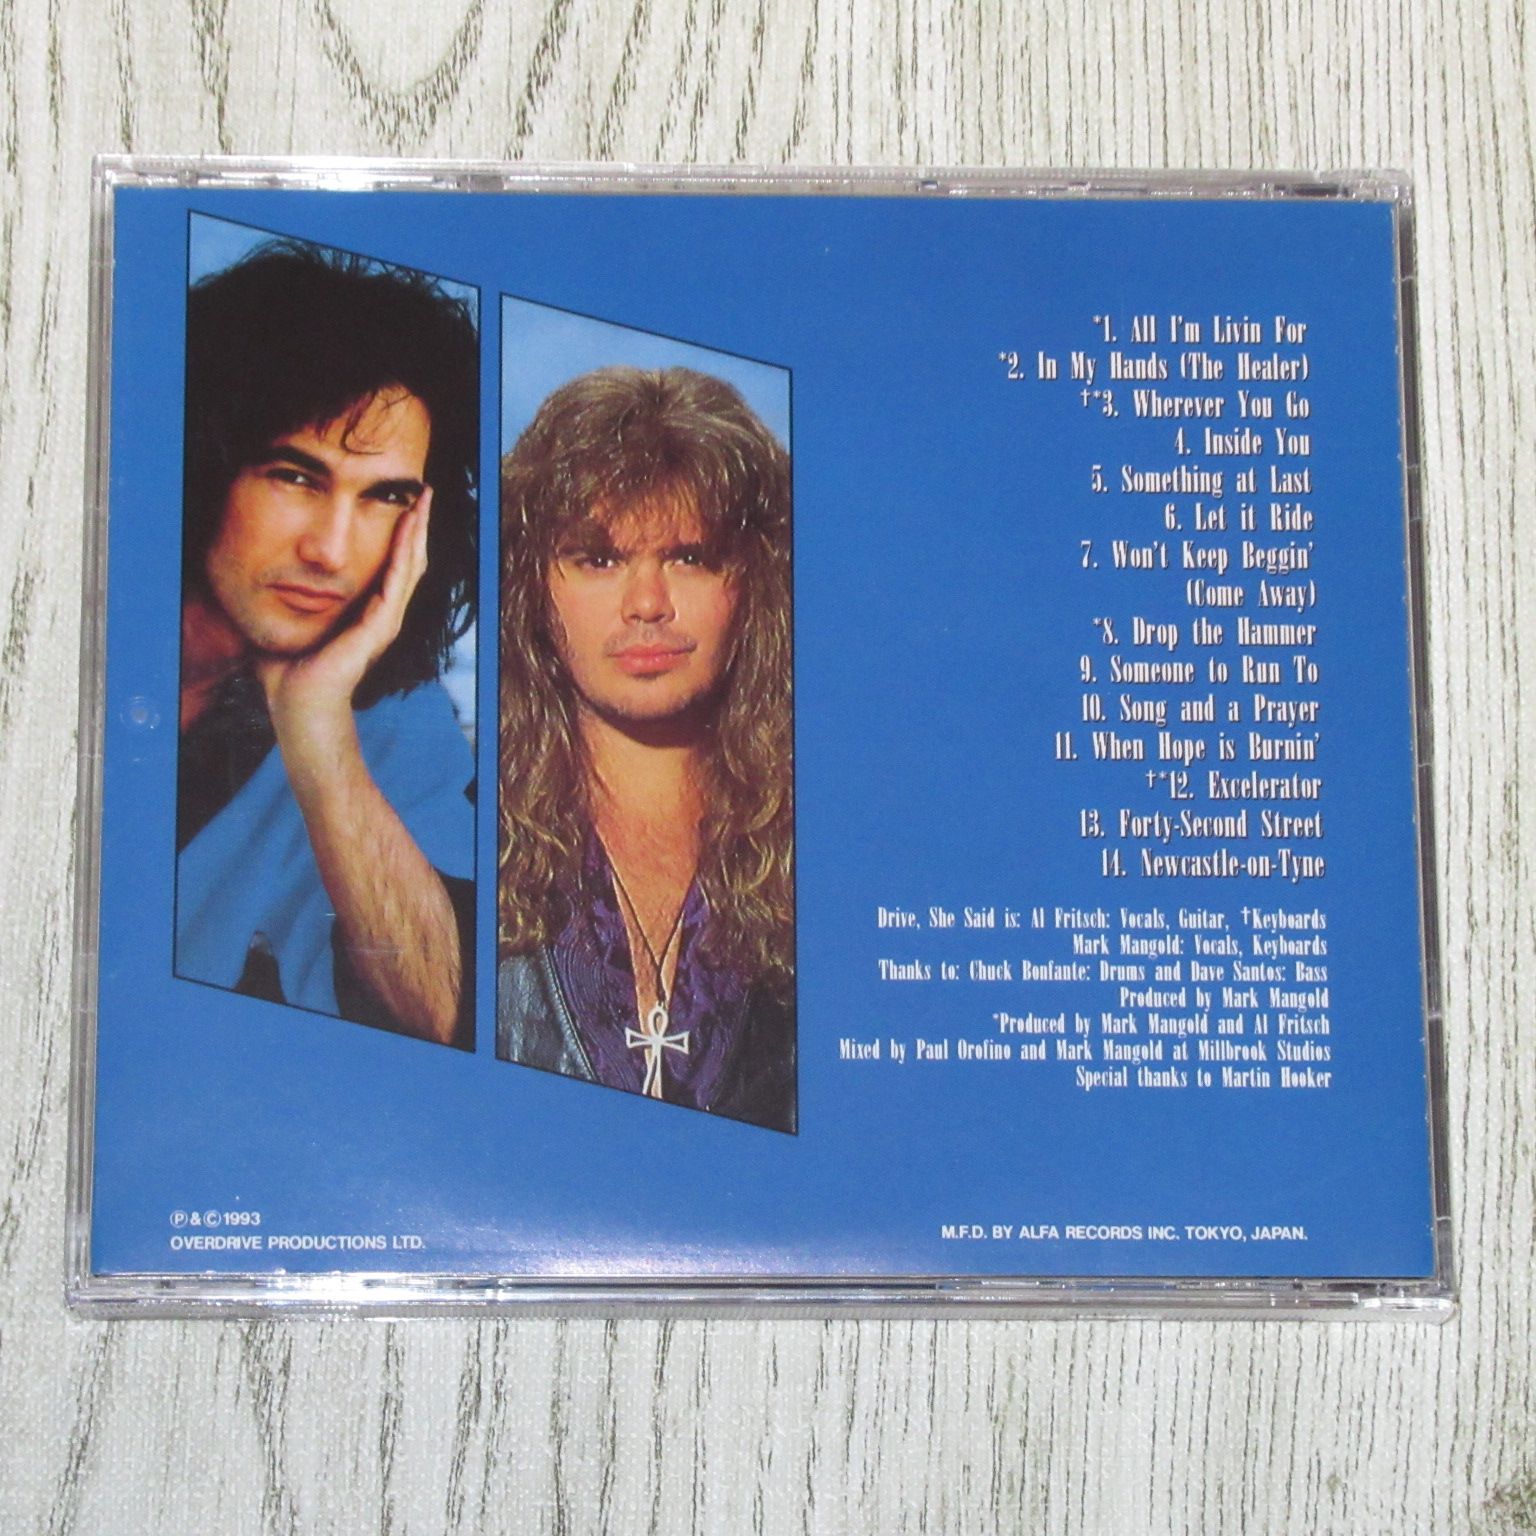 *1. All I'm Livin For
*2. In My Hands (The Healer)
†*3. Wherever You Go
4. Inside You
5. Something at Last
6. Let it Ride
7. Won't Keep Beggin'
(Come Away)
*8. Drop the Hammer
9. Someone to Run To
10. Song and a Prayer
11. When Hope is Burnin'
†*12. Excelerator
13. Forty-Second Street
14. Newcastle-on-Tyne
Drive, She Said is: Al Fritsch: Vocals, Guitar, †Keyboards
Mark Mangold: Vocals, Keyboards
Thanks to: Chuck Bonfante: Drums and Dave Santos: Bass
Produced by Mark Mangold
*Produced by Mark Mangold and Al Fritsch
Mixed by Paul Orofino and Mark Mangold at Millbrook Studios
Special thanks to Martin Hooker
Ⓟ&Ⓒ1993
OVERDRIVE PRODUCTIONS LTD.
M.F.D. BY ALFA RECORDS INC. TOKYO, JAPAN.